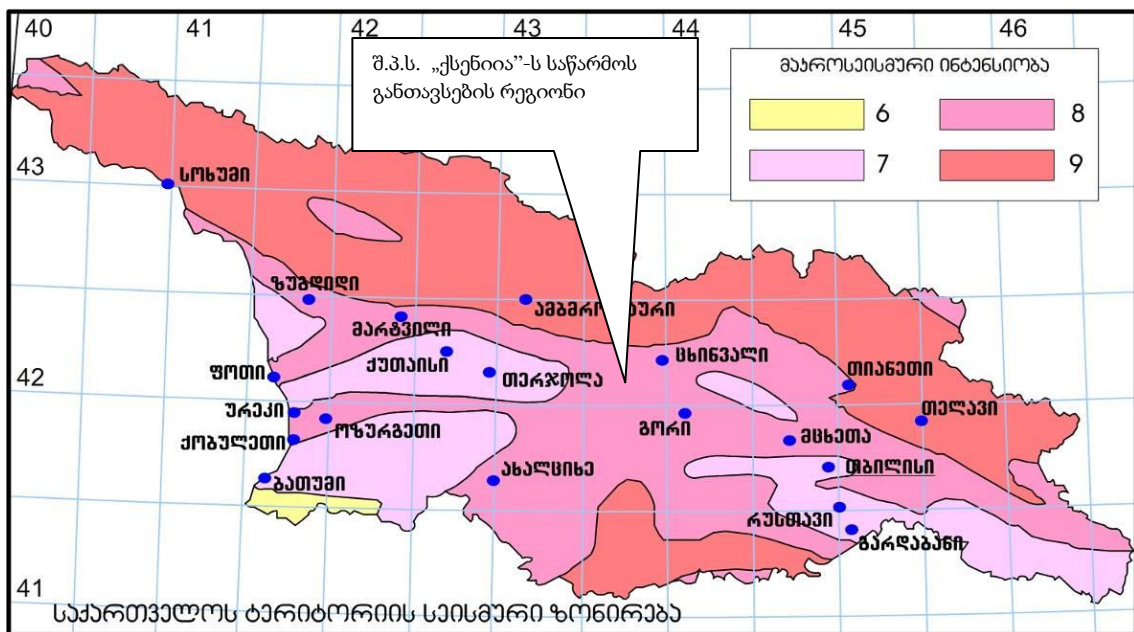 40 41 42 43 44 45 46
შ.პ.ს. „ქსენიია”-ს საწარმოს
განთავსების რეგიონი
მაკროსეისმური ინტენსიობა
6 8
7 9
43
სოხუმი
ზუგდიდი
მარტვილი
ქუთაისი
თერჯოლა
ცხინვალი
თიანეთი
თელავი
42
ფოთი
ურეკი
ქობულეთი
ოზურგეთი
ბათუმი
ახალციხე
გორი
მცხეთა
თბილისი
რუსთავი
გარდაბანი
41
საქართველოს ტერიტორიის სეისმური ზონირება